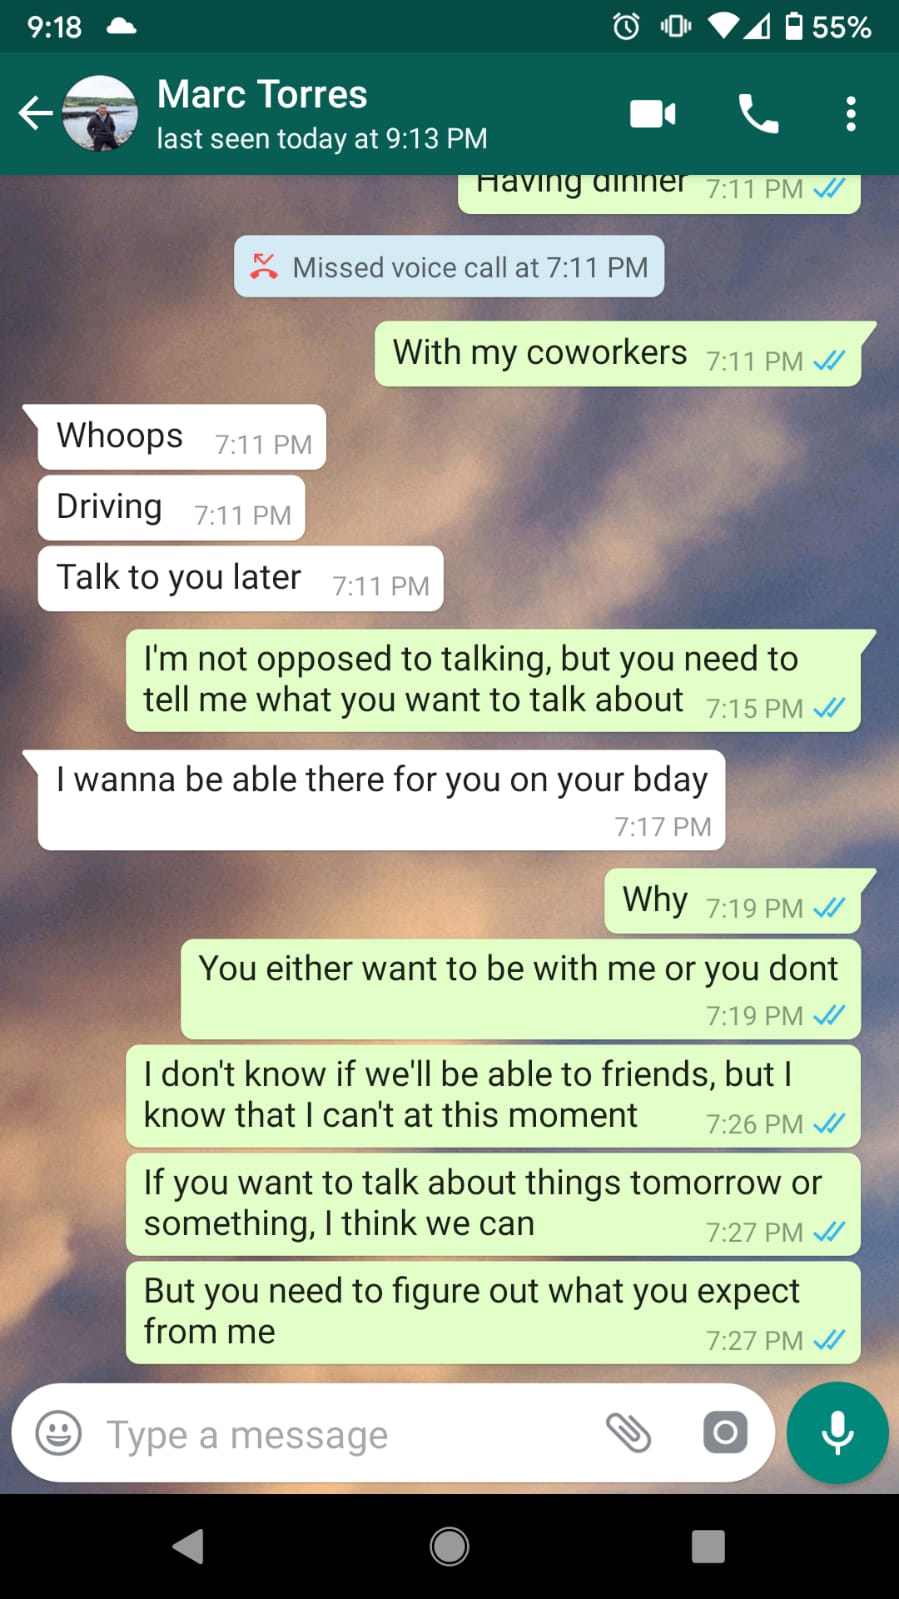 9:18 55%
Marc Torres
last seen today at 9:13 PM
Having dinner 7:11 PM
Missed voice call at 7:11 PM
With my coworkers 7:11 PM
Whoops 7:11 PM
Driving 7:11 PM
Talk to you later 7:11 PM
I'm not opposed to talking, but you need to
tell me what you want to talk about 7:15 PM
I wanna be able there for you on your bday
7:17 PM
Why 7:19 PM
You either want to be with me or you dont
7:19 PM
I don't know if we'll be able to friends, but I
know that I can't at this moment 7:26 PM
If you want to talk about things tomorrow or
something, I think we can 7:27 PM
But you need to figure out what you expect
from me 7:27 PM
Type a message